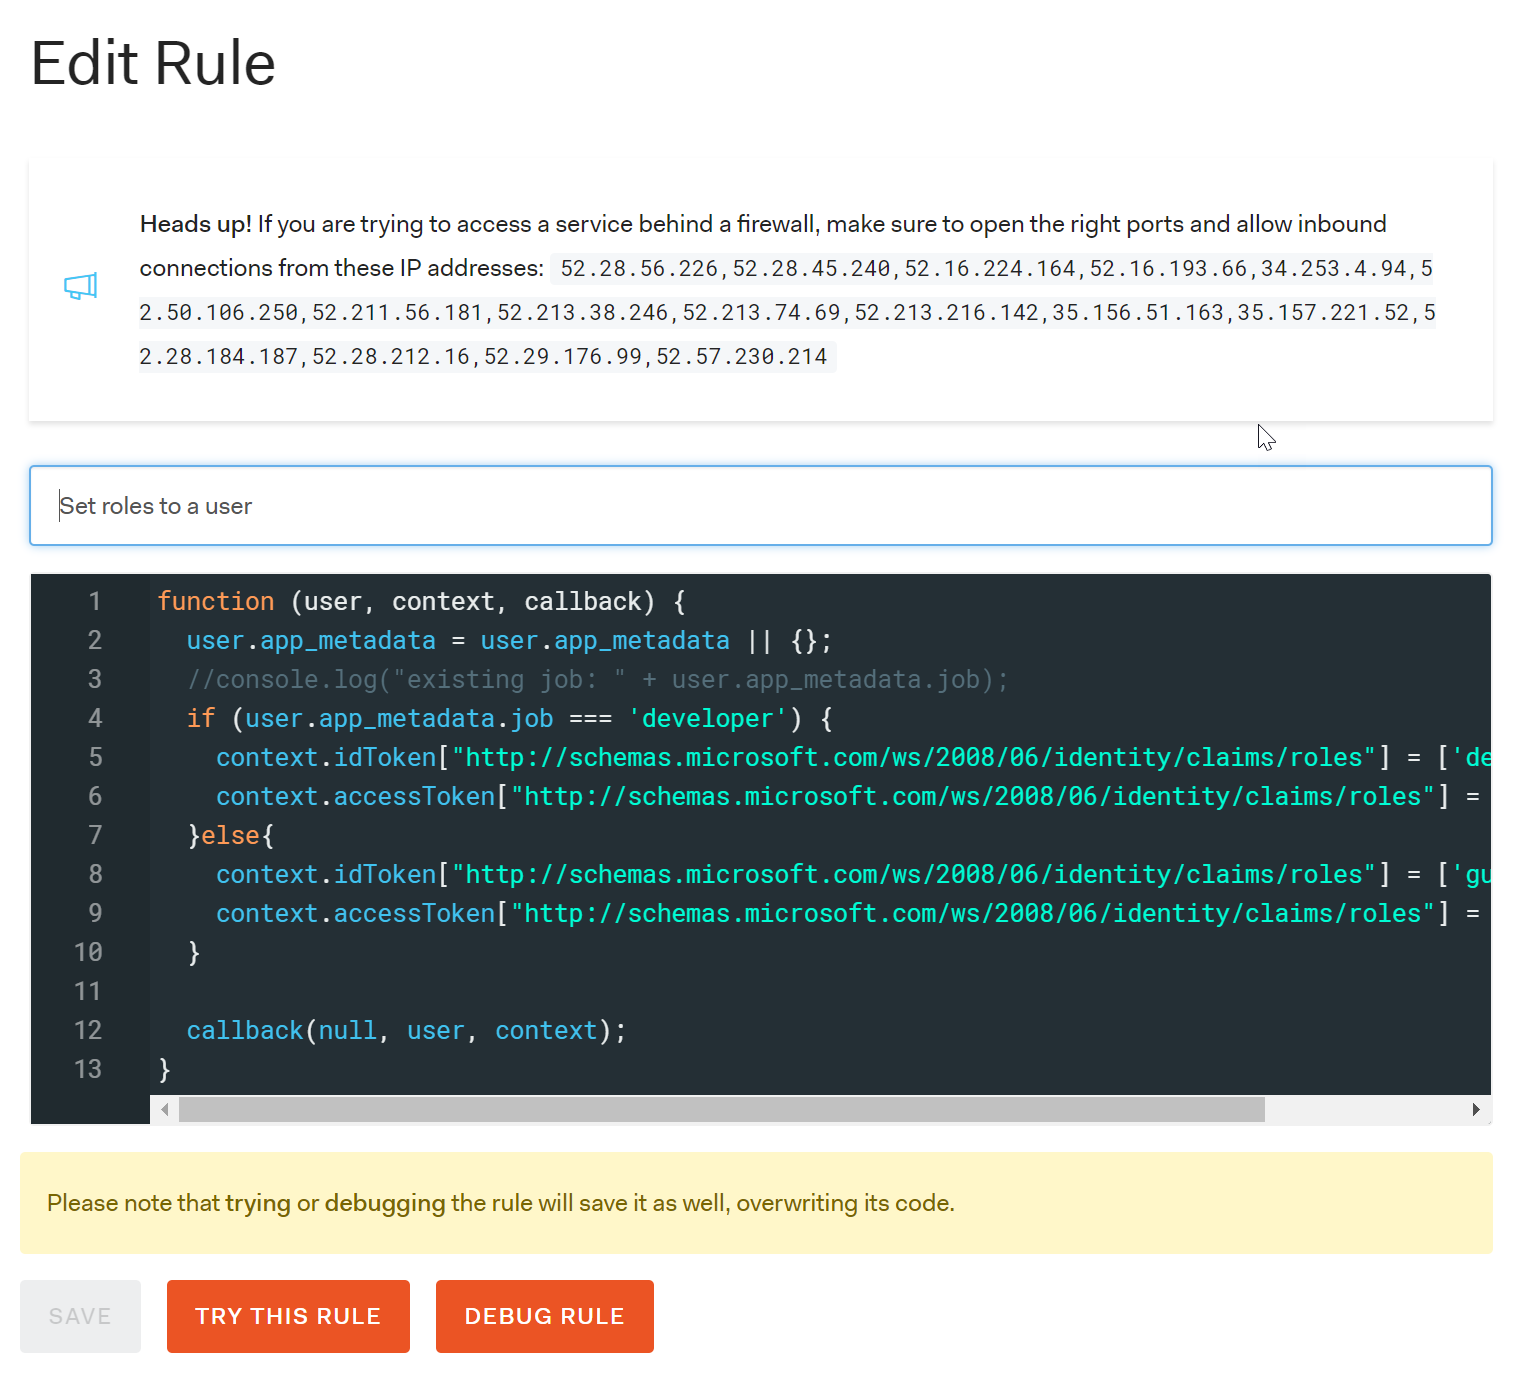 Edit Rule
Heads up! If you are trying to access a service behind a firewall, make sure to open the right ports and allow inbound
connections from these IP addresses: 52.28.56.226,52.28.45.240,52.16.224.164,52.16.193.66,34.253.4.94,5
2.50.106.250,52.211.56.181,52.213.38.246,52.213.74.69,52.213.216.142,35.156.51.163,35.157.221.52,5
2.28.184.187,52.28.212.16,52.29.176.99,52.57.230.214
Set roles to a user
1 function (user, context, callback) {
2 user.app_metadata = user.app_metadata || {};
3 //console.log("existing job: " + user.app_metadata.job);
4 if (user.app_metadata.job === 'developer') {
5 context.idToken["http://schemas.microsoft.com/ws/2008/06/identity/claims/roles"] = ['de
6 context.accessToken["http://schemas.microsoft.com/ws/2008/06/identity/claims/roles"] =
7 }else{
8 context.idToken["http://schemas.microsoft.com/ws/2008/06/identity/claims/roles"] = ['gu
9 context.accessToken["http://schemas.microsoft.com/ws/2008/06/identity/claims/roles"] =
10 }
11
12 callback(null, user, context);
13 }
Please note that trying or debugging the rule will save it as well, overwriting its code.
SAVE TRY THIS RULE DEBUG RULE